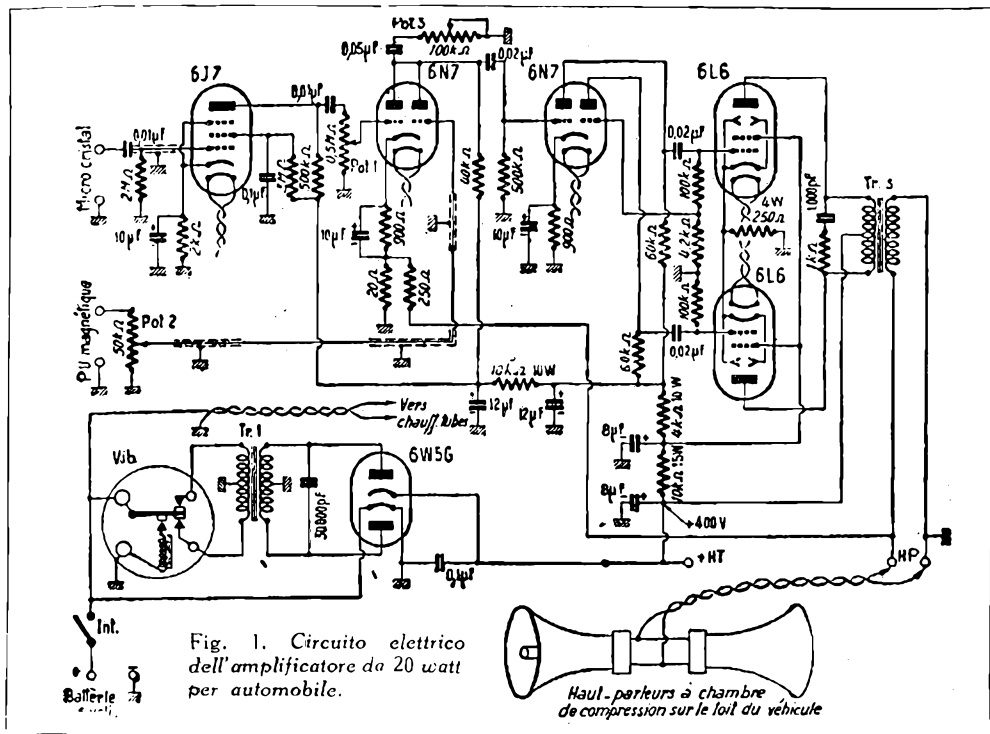 Pot 3
100kΩ
0,05µF
0,02µF
6J7
6N7
6N7
6L6
0,01µF
Micro cristal
2MΩ
10µF
2kΩ
0,1µF
500kΩ
0,5MΩ
Pot 1
10µF
900Ω
20Ω
250Ω
40kΩ
500kΩ
10µF
900Ω
60kΩ
0,02µF
100kΩ
4,2kΩ
100kΩ
0,02µF
4W
250Ω
6L6
Tr. 3
1kΩ
PU magnétique
50kΩ
Pot 2
60kΩ
10kΩ 10W
12µF
12µF
4kΩ 10W
8µF
10kΩ 15W
8µF
+400V
Vers
chauff. tubes
Vib.
Tr. 1
50000pF
6W5G
0,1µF
+HT
HP
Int.
+
Batterie
Fig. 1. Circuito elettrico
dell'amplificatore da 20 watt
per automobile.
Haut-parleurs à chambre
de compression sur le toit du véhicule